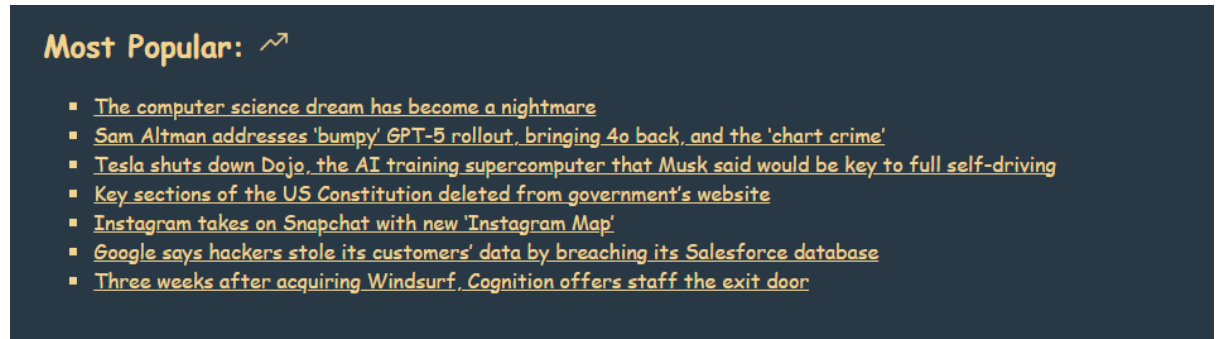 Most Popular:
The computer science dream has become a nightmare
Sam Altman addresses ‘bumpy’ GPT-5 rollout, bringing 4o back, and the ‘chart crime’
Tesla shuts down Dojo, the AI training supercomputer that Musk said would be key to full self-driving
Key sections of the US Constitution deleted from government’s website
Instagram takes on Snapchat with new ‘Instagram Map’
Google says hackers stole its customers’ data by breaching its Salesforce database
Three weeks after acquiring Windsurf, Cognition offers staff the exit door